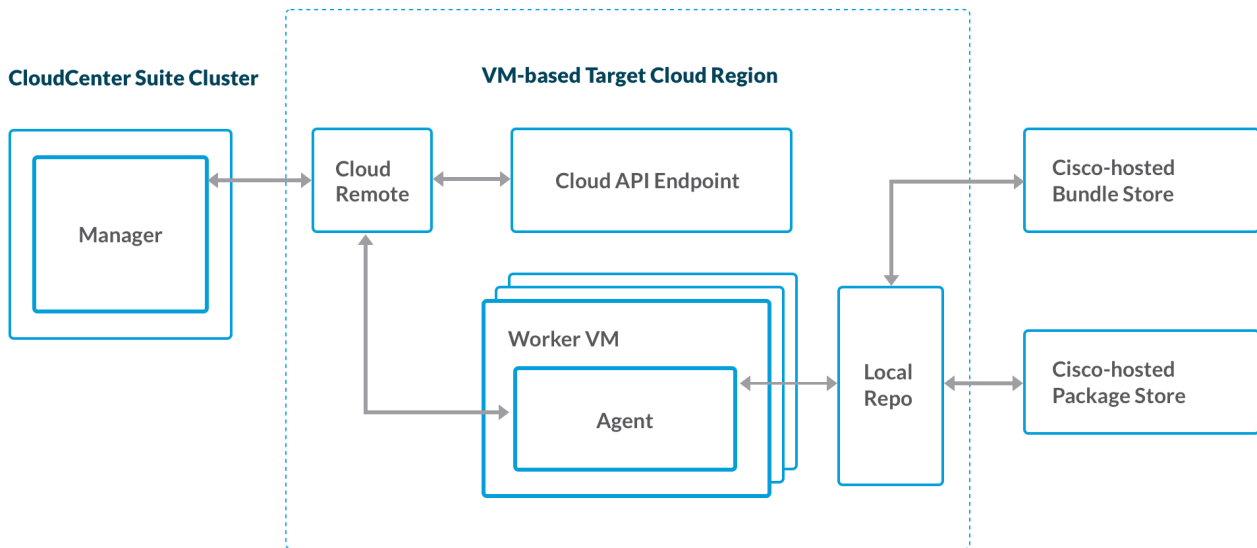 CloudCenter Suite Cluster
VM-based Target Cloud Region
Manager
Cloud
Remote
Cloud API Endpoint
Cisco-hosted
Bundle Store
Worker VM
Agent
Local
Repo
Cisco-hosted
Package Store